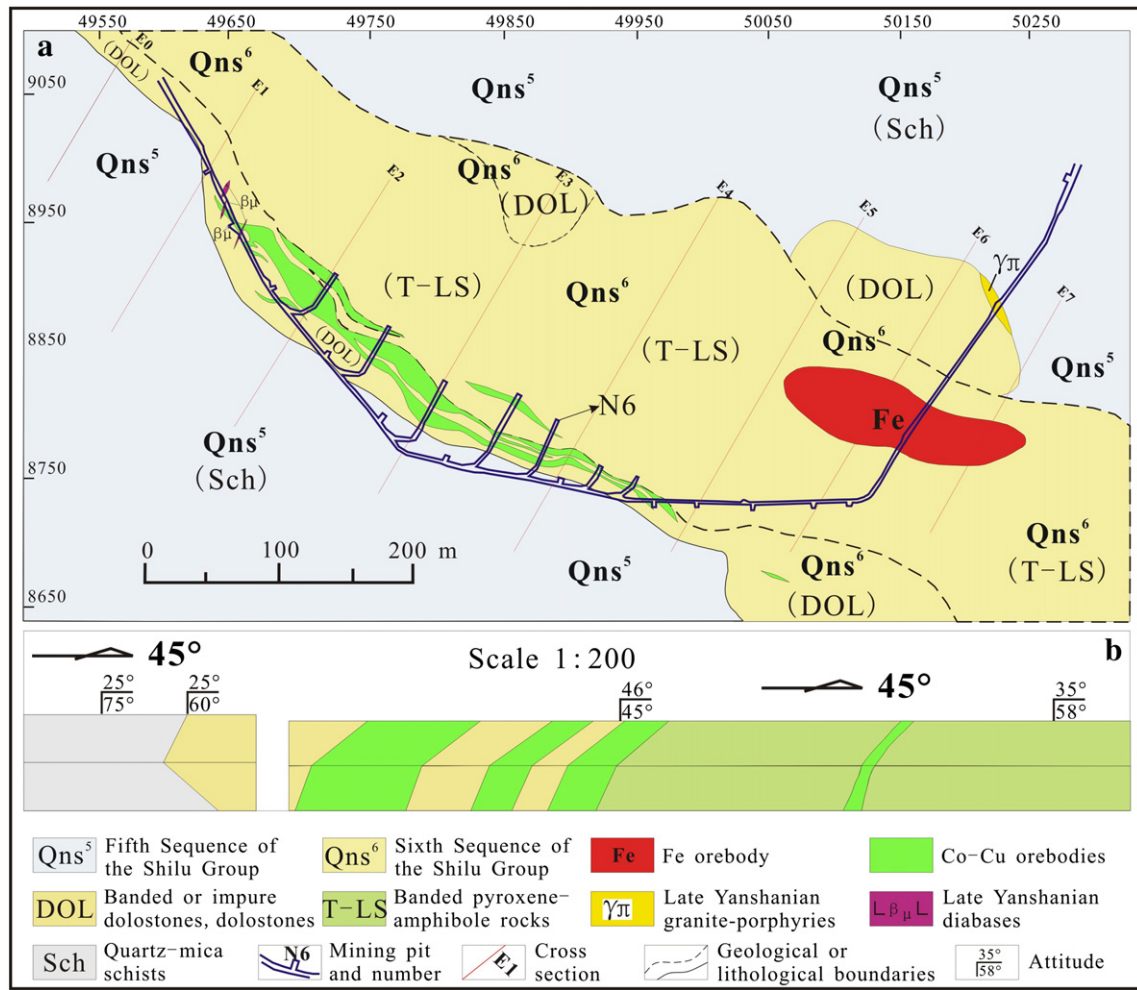 49550 49650 49750 49850 49950 50050 50150 50250
a
E0
(DOL)
(DOL)
Qns⁶
Qns⁵
Qns⁵
(Sch)
9050
E1
Qns⁵
E2
Qns⁶
E3
(DOL)
E4
E5
E6
γπ
E7
8950
βμ
βμ
(T-LS)
Qns⁶
(DOL)
8850
(DOL)
(T-LS)
Qns⁶
Qns⁵
N6
Fe
Qns⁵
(Sch)
8750
0 100 200 m
Qns⁵
Qns⁶
(DOL)
Qns⁶
(T-LS)
8650
b
45°
Scale 1:200
45°
25°
75°
25°
60°
46°
45°
35°
58°
Qns⁵ Fifth Sequence of
the Shilu Group
Qns⁶ Sixth Sequence of
the Shilu Group
Fe Fe orebody
Co-Cu orebodies
DOL Banded or impure
dolostones, dolostones
T-LS Banded pyroxene-
amphibole rocks
γπ Late Yanshanian
granite-porphyries
βμ Late Yanshanian
diabases
Sch Quartz-mica
schists
N6 Mining pit
and number
E1 Cross
section
Geological or
lithological boundaries
35°
58°
Attitude